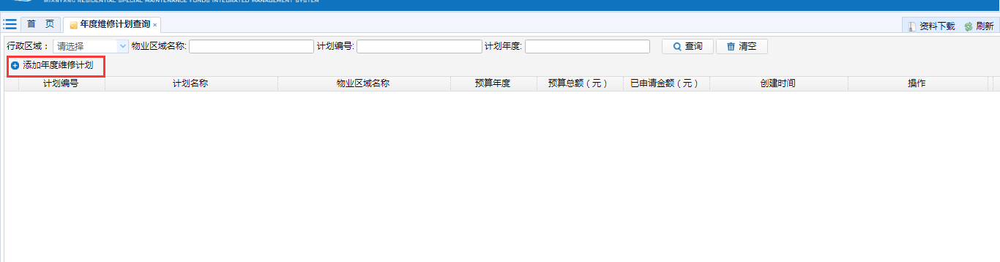 MIANYANG RESIDENTIAL SPECIAL MAINTENANCE FUNDS INTEGRATED MANAGEMENT SYSTEM
首 页 年度维修计划查询 × 资料下载 刷新
行政区域： 请选择 物业区域名称: 计划编号: 计划年度: 查询 清空
添加年度维修计划
计划编号 计划名称 物业区域名称 预算年度 预算总额（元） 已申请金额（元） 创建时间 操作